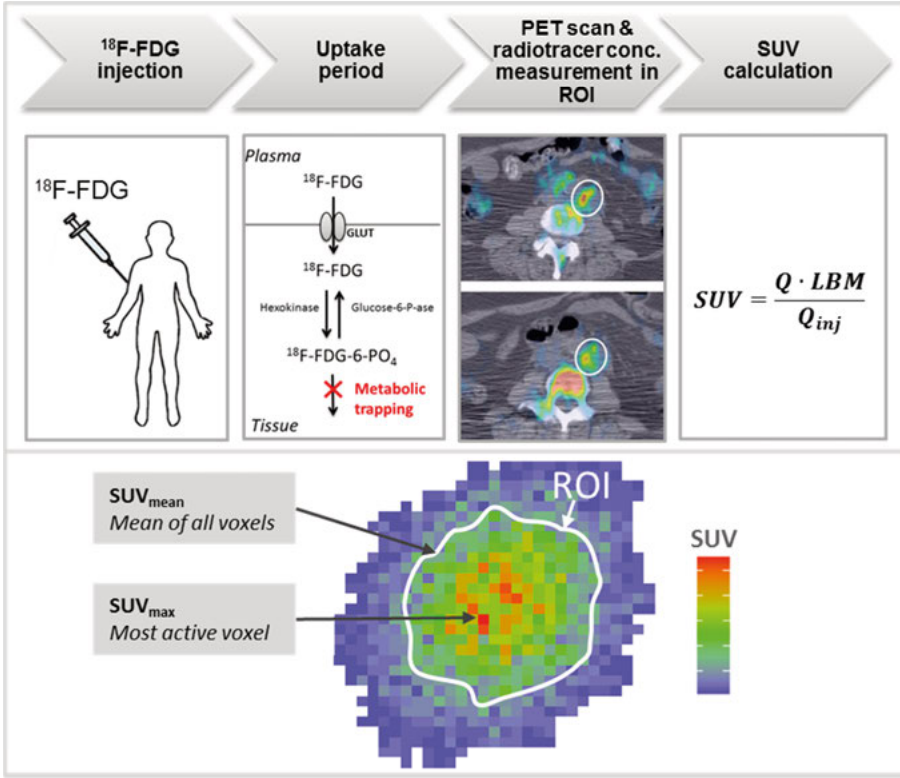 ¹⁸F-FDG
injection
Uptake
period
PET scan &
radiotracer conc.
measurement in
ROI
SUV
calculation
¹⁸F-FDG
Plasma
¹⁸F-FDG
GLUT
¹⁸F-FDG
Hexokinase
Glucose-6-P-ase
¹⁸F-FDG-6-PO₄
Metabolic
trapping
Tissue
SUV = Q · LBM / Qinj
SUVmean
Mean of all voxels
SUVmax
Most active voxel
ROI
SUV